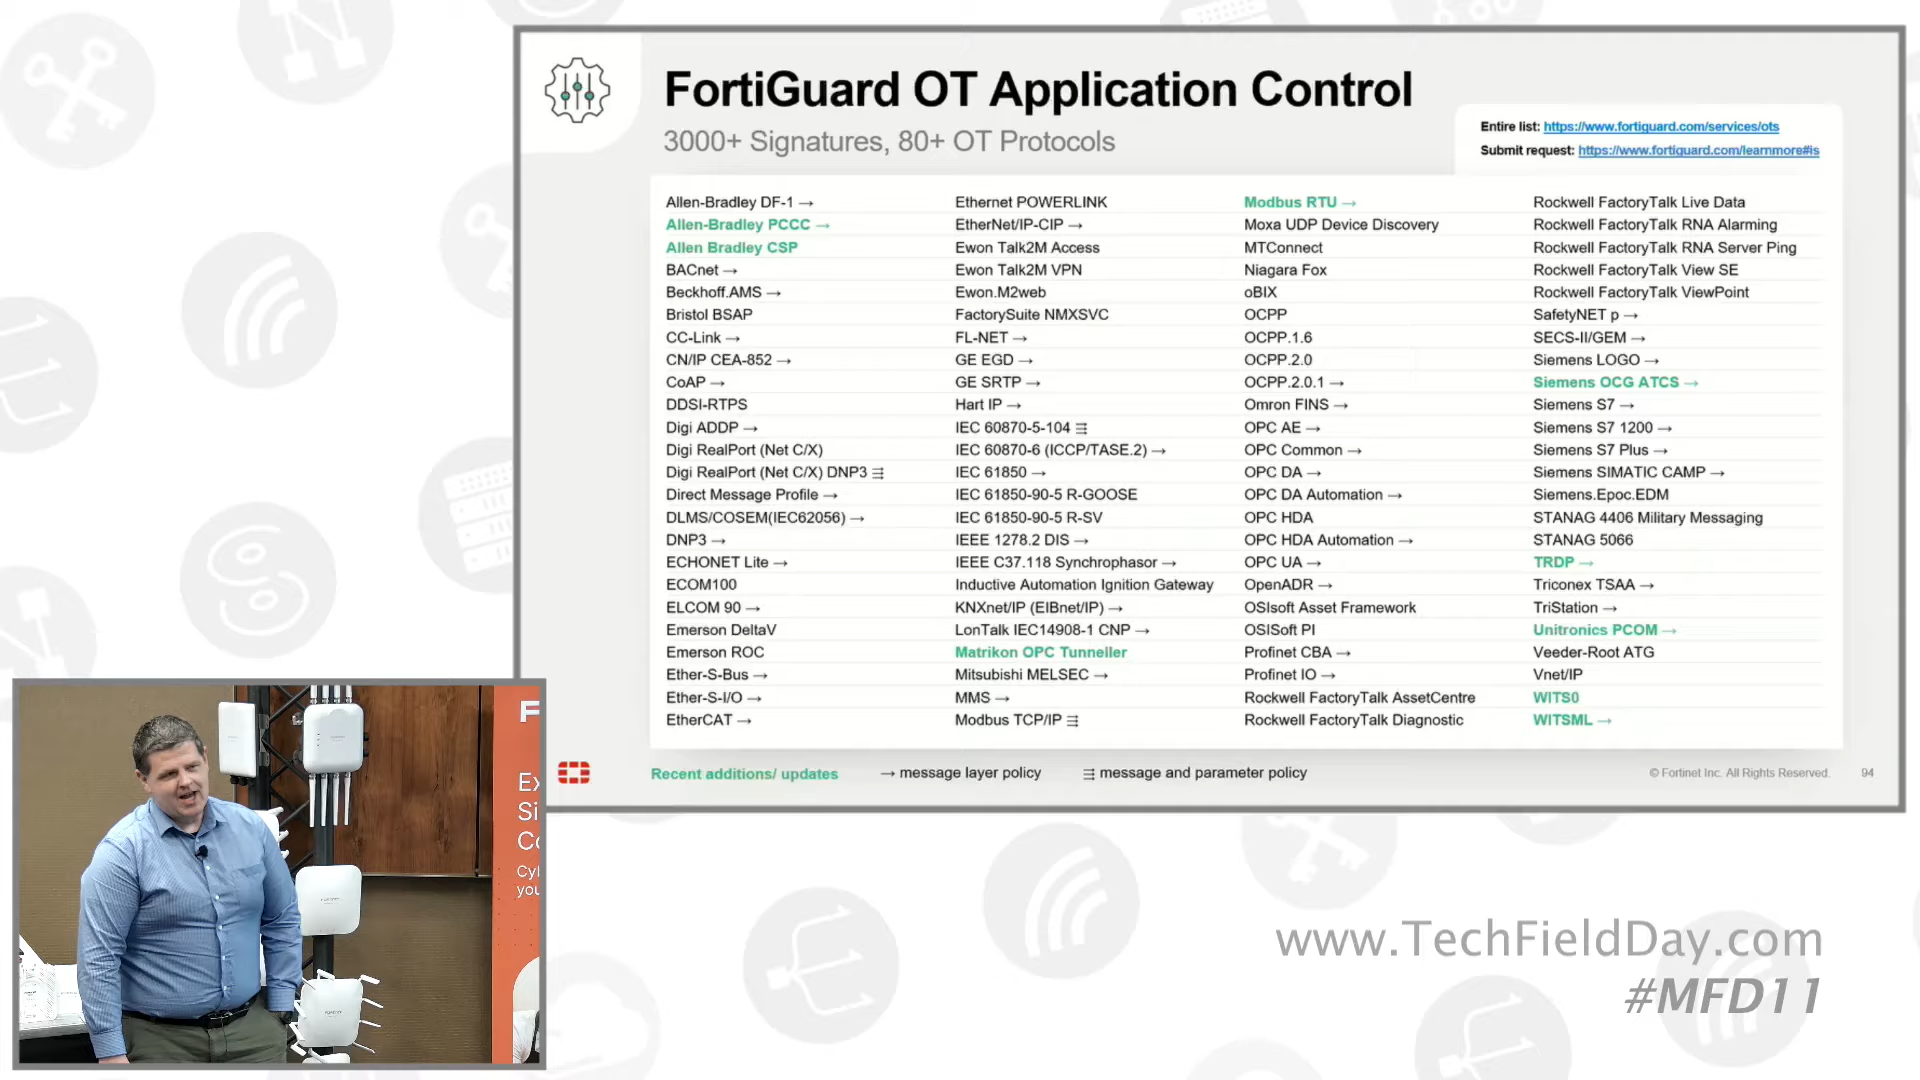 FortiGuard OT Application Control
3000+ Signatures, 80+ OT Protocols
Entire list: https://www.fortiguard.com/services/ots
Submit request: https://www.fortiguard.com/learnmore#is
Allen-Bradley DF-1 →
Allen-Bradley PCCC →
Allen Bradley CSP
BACnet →
Beckhoff.AMS →
Bristol BSAP
CC-Link →
CN/IP CEA-852 →
CoAP →
DDSI-RTPS
Digi ADDP →
Digi RealPort (Net C/X)
Digi RealPort (Net C/X) DNP3 ⇶
Direct Message Profile →
DLMS/COSEM(IEC62056) →
DNP3 →
ECHONET Lite →
ECOM100
ELCOM 90 →
Emerson DeltaV
Emerson ROC
Ether-S-Bus →
Ether-S-I/O →
EtherCAT →
Ethernet POWERLINK
EtherNet/IP-CIP →
Ewon Talk2M Access
Ewon Talk2M VPN
Ewon.M2web
FactorySuite NMXSVC
FL-NET →
GE EGD →
GE SRTP →
Hart IP →
IEC 60870-5-104 ⇶
IEC 60870-6 (ICCP/TASE.2) →
IEC 61850 →
IEC 61850-90-5 R-GOOSE
IEC 61850-90-5 R-SV
IEEE 1278.2 DIS →
IEEE C37.118 Synchrophasor →
Inductive Automation Ignition Gateway
KNXnet/IP (EIBnet/IP) →
LonTalk IEC14908-1 CNP →
Matrikon OPC Tunneller
Mitsubishi MELSEC →
MMS →
Modbus TCP/IP ⇶
Modbus RTU →
Moxa UDP Device Discovery
MTConnect
Niagara Fox
oBIX
OCPP
OCPP.1.6
OCPP.2.0
OCPP.2.0.1 →
Omron FINS →
OPC AE →
OPC Common →
OPC DA →
OPC DA Automation →
OPC HDA
OPC HDA Automation →
OPC UA →
OpenADR →
OSIsoft Asset Framework
OSISoft PI
Profinet CBA →
Profinet IO →
Rockwell FactoryTalk AssetCentre
Rockwell FactoryTalk Diagnostic
Rockwell FactoryTalk Live Data
Rockwell FactoryTalk RNA Alarming
Rockwell FactoryTalk RNA Server Ping
Rockwell FactoryTalk View SE
Rockwell FactoryTalk ViewPoint
SafetyNET p →
SECS-II/GEM →
Siemens LOGO →
Siemens OCG ATCS →
Siemens S7 →
Siemens S7 1200 →
Siemens S7 Plus →
Siemens SIMATIC CAMP →
Siemens.Epoc.EDM
STANAG 4406 Military Messaging
STANAG 5066
TRDP →
Triconex TSAA →
TriStation →
Unitronics PCOM →
Veeder-Root ATG
Vnet/IP
WITS0
WITSML →
Recent additions/ updates → message layer policy ⇶ message and parameter policy
© Fortinet Inc. All Rights Reserved. 94
www.TechFieldDay.com
#MFD11